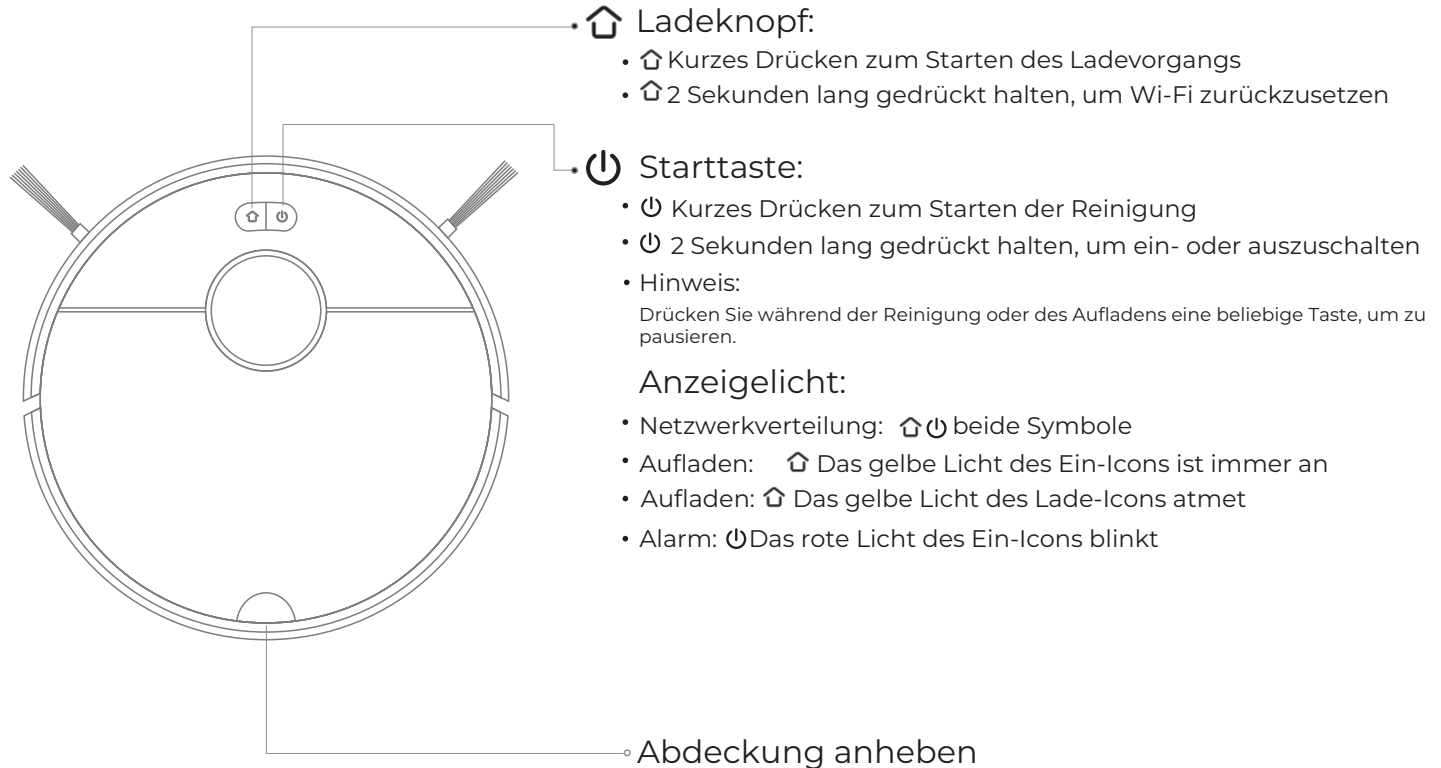 Ladeknopf:
• Kurzes Drücken zum Starten des Ladevorgangs
• 2 Sekunden lang gedrückt halten, um Wi-Fi zurückzusetzen
Starttaste:
• Kurzes Drücken zum Starten der Reinigung
• 2 Sekunden lang gedrückt halten, um ein- oder auszuschalten
• Hinweis:
Drücken Sie während der Reinigung oder des Aufladens eine beliebige Taste, um zu
pausieren.
Anzeigelicht:
• Netzwerkverteilung: beide Symbole
• Aufladen: Das gelbe Licht des Ein-Icons ist immer an
• Aufladen: Das gelbe Licht des Lade-Icons atmet
• Alarm: Das rote Licht des Ein-Icons blinkt
Abdeckung anheben